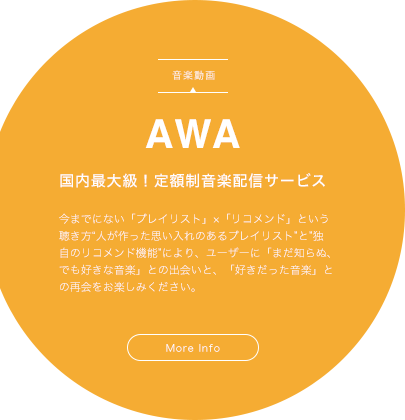 音楽動画
AWA
国内最大級！定額制音楽配信サービス
今までにない「プレイリスト」×「リコメンド」という
聴き方“人が作った思い入れのあるプレイリスト”と“独
自のリコメンド機能”により、ユーザーに「まだ知らぬ、
でも好きな音楽」との出会いと、「好きだった音楽」と
の再会をお楽しみください。
More Info